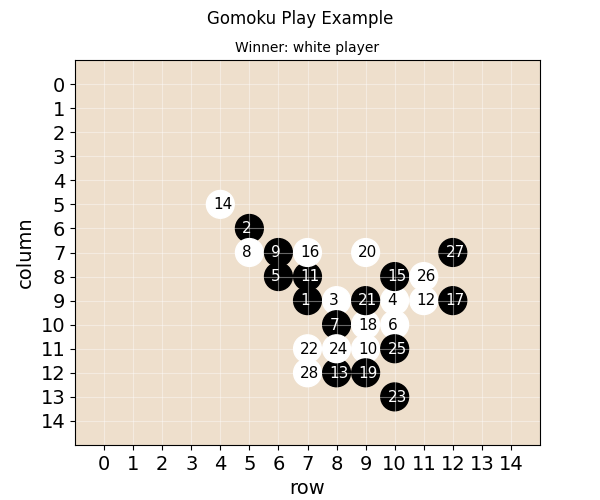 Gomoku Play Example
Winner: white player
0
1
2
3
4
5 14
6 2
7 8 9 16 20 27
8 5 11 15 26
9 1 3 21 4 12 17
10 7 18 6
11 22 24 10 25
12 28 13 19
13 23
14
column
0 1 2 3 4 5 6 7 8 9 10 11 12 13 14
row